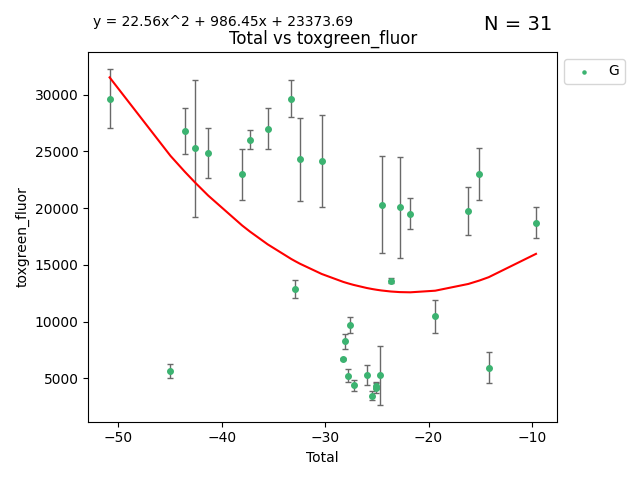 y = 22.56x^2 + 986.45x + 23373.69
N = 31
Total vs toxgreen_fluor
G
30000
25000
20000
15000
10000
5000
toxgreen_fluor
−50
−40
−30
−20
−10
Total